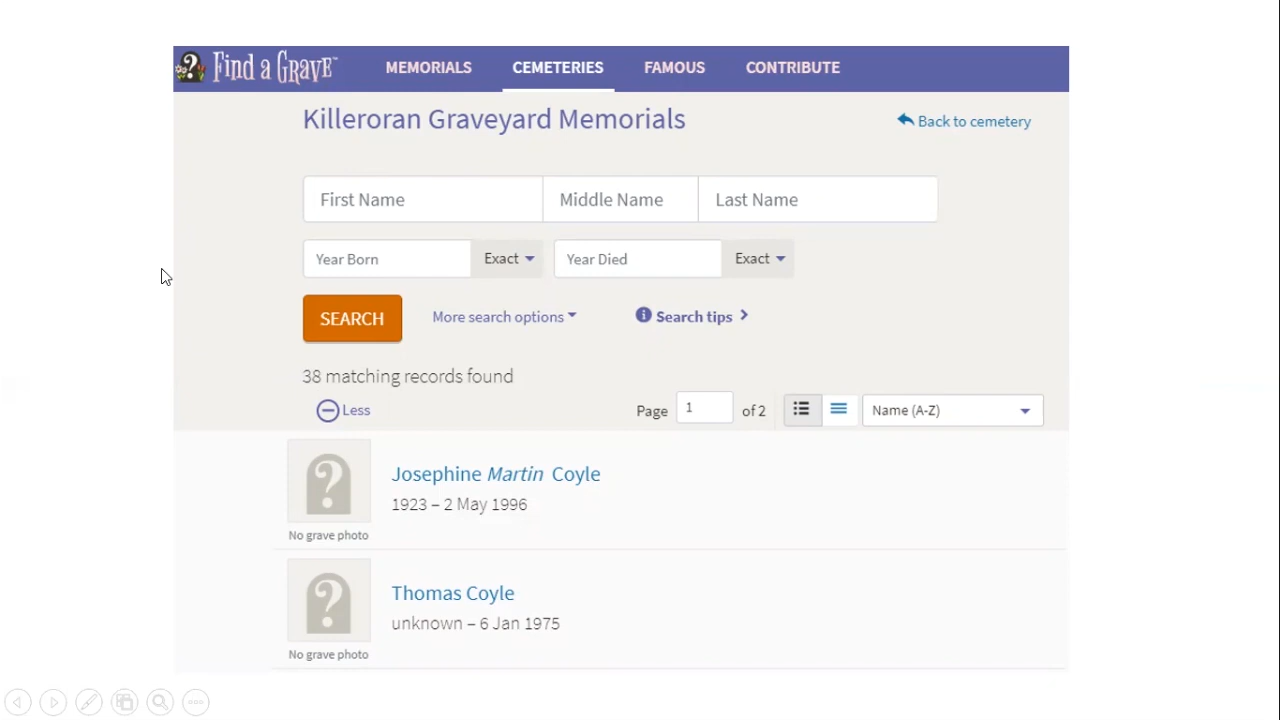 Find a Grave™ MEMORIALS CEMETERIES FAMOUS CONTRIBUTE
Killeroran Graveyard Memorials
Back to cemetery
First Name Middle Name Last Name
Year Born Exact Year Died Exact
SEARCH More search options Search tips
38 matching records found
Less Page 1 of 2 Name (A-Z)
Josephine Martin Coyle
1923 – 2 May 1996
No grave photo
Thomas Coyle
unknown – 6 Jan 1975
No grave photo